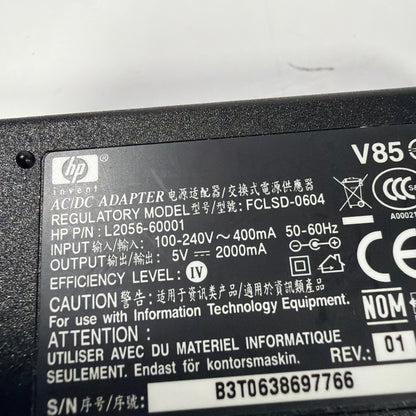 hp
®
invent
V85
AC/DC ADAPTER 电源适配器/交换式電源供應器
REGULATORY MODEL 型号/型號: FCLSD-0604
HP P/N: L2056-60001
INPUT 输入/輸入: 100-240V~ 400mA 50-60Hz
OUTPUT 输出/輸出: 5V 2000mA
EFFICIENCY LEVEL: IV
CCC
CE
NOM
CAUTION 警告: 适用于资讯类产品/適用於資訊類產品
For use with Information Technology Equipment.
ATTENTION :
UTILISER AVEC DU MATERIEL INFORMATIQUE
SEULEMENT. Endast för kontorsmaskin.
REV.: 01
S/N 序号/序號:
B3T0638697766